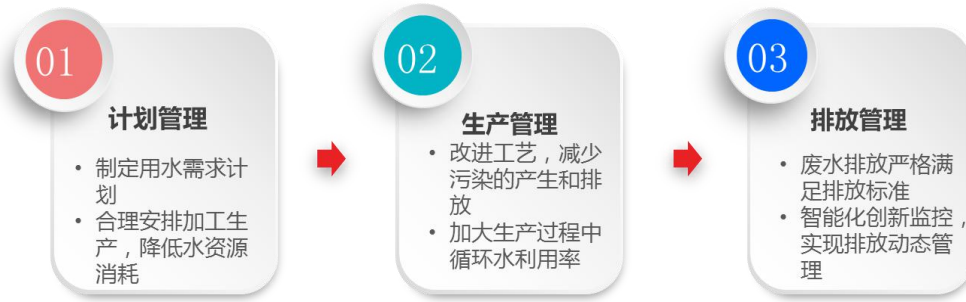 01
计划管理
• 制定用水需求计
划
• 合理安排加工生
产，降低水资源
消耗
02
生产管理
• 改进工艺，减少
污染的产生和排
放
• 加大生产过程中
循环水利用率
03
排放管理
• 废水排放严格满
足排放标准
• 智能化创新监控，
实现排放动态管
理